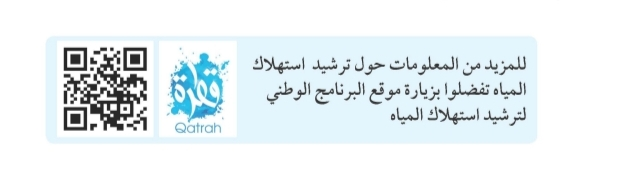 للمزيد من المعلومات حول ترشيد استهلاك
المياه تفضلوا بزيارة موقع البرنامج الوطني
لترشيد استهلاك المياه
قطرة
Qatrah